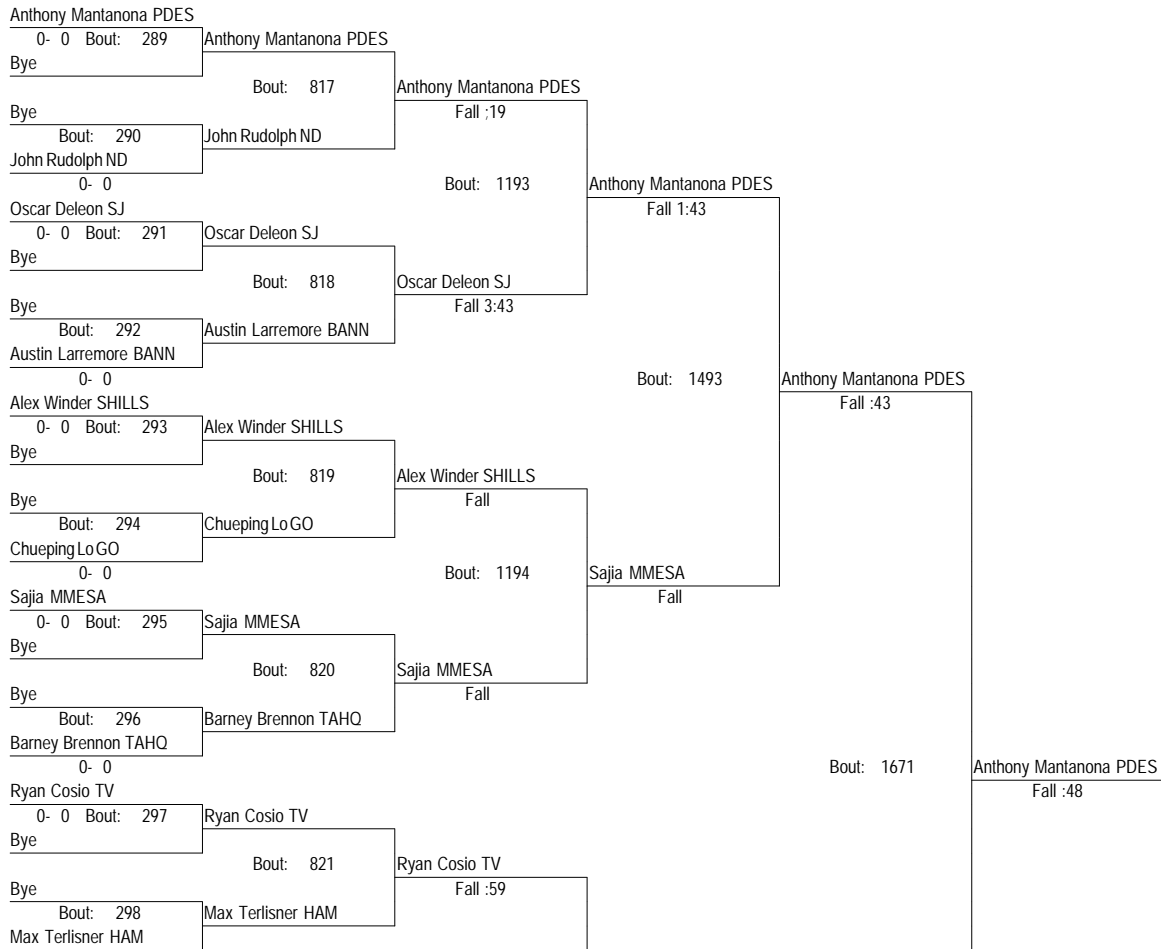 Anthony Mantanona PDES
0- 0 Bout: 289 Anthony Mantanona PDES
Bye
Bout: 817 Anthony Mantanona PDES
Bye Fall ;19
Bout: 290 John Rudolph ND
John Rudolph ND
0- 0 Bout: 1193 Anthony Mantanona PDES
Oscar Deleon SJ Fall 1:43
0- 0 Bout: 291 Oscar Deleon SJ
Bye
Bout: 818 Oscar Deleon SJ
Bye Fall 3:43
Bout: 292 Austin Larremore BANN
Austin Larremore BANN
0- 0 Bout: 1493 Anthony Mantanona PDES
Alex Winder SHILLS Fall :43
0- 0 Bout: 293 Alex Winder SHILLS
Bye
Bout: 819 Alex Winder SHILLS
Bye Fall
Bout: 294 Chueping Lo GO
Chueping Lo GO
0- 0 Bout: 1194 Sajia MMESA
Sajia MMESA Fall
0- 0 Bout: 295 Sajia MMESA
Bye
Bout: 820 Sajia MMESA
Bye Fall
Bout: 296 Barney Brennon TAHQ
Barney Brennon TAHQ
0- 0 Bout: 1671 Anthony Mantanona PDES
Ryan Cosio TV Fall :48
0- 0 Bout: 297 Ryan Cosio TV
Bye
Bout: 821 Ryan Cosio TV
Bye Fall :59
Bout: 298 Max Terlisner HAM
Max Terlisner HAM